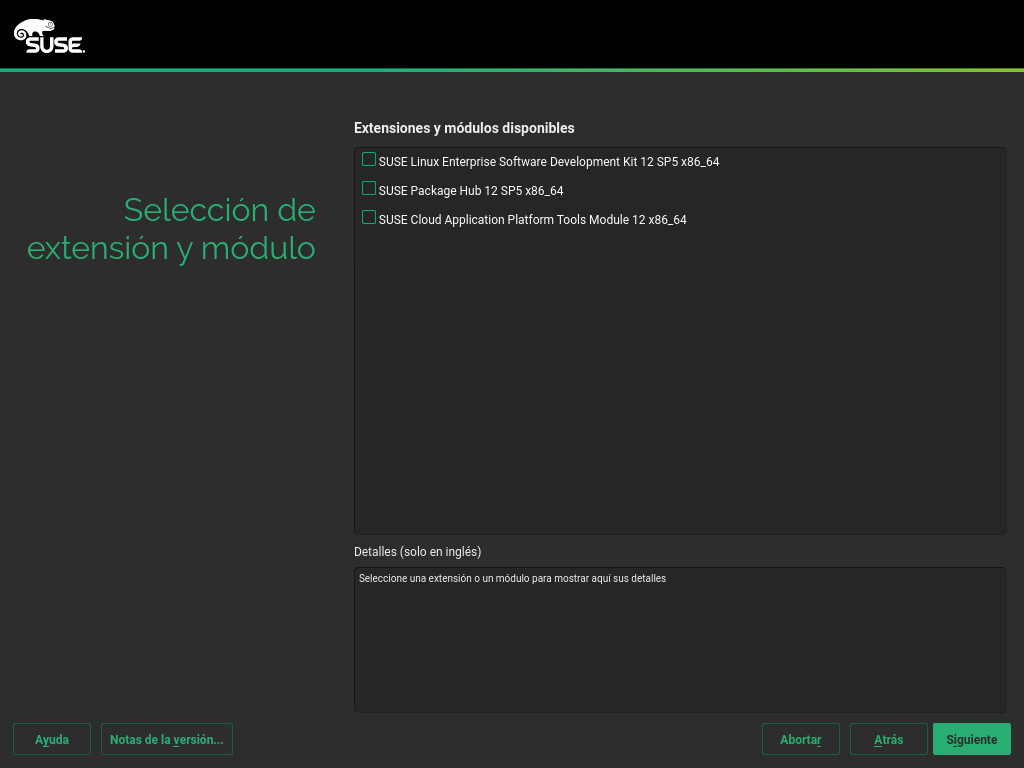 SUSE.
Selección de
extensión y módulo
Extensiones y módulos disponibles
SUSE Linux Enterprise Software Development Kit 12 SP5 x86_64
SUSE Package Hub 12 SP5 x86_64
SUSE Cloud Application Platform Tools Module 12 x86_64
Detalles (solo en inglés)
Seleccione una extensión o un módulo para mostrar aquí sus detalles
Ayuda
Notas de la versión...
Abortar
Atrás
Siguiente